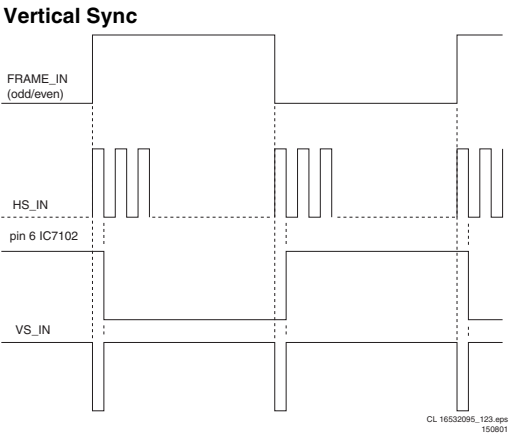 Vertical Sync
FRAME_IN
(odd/even)
HS_IN
pin 6 IC7102
VS_IN
CL 16532095_123.eps
150801